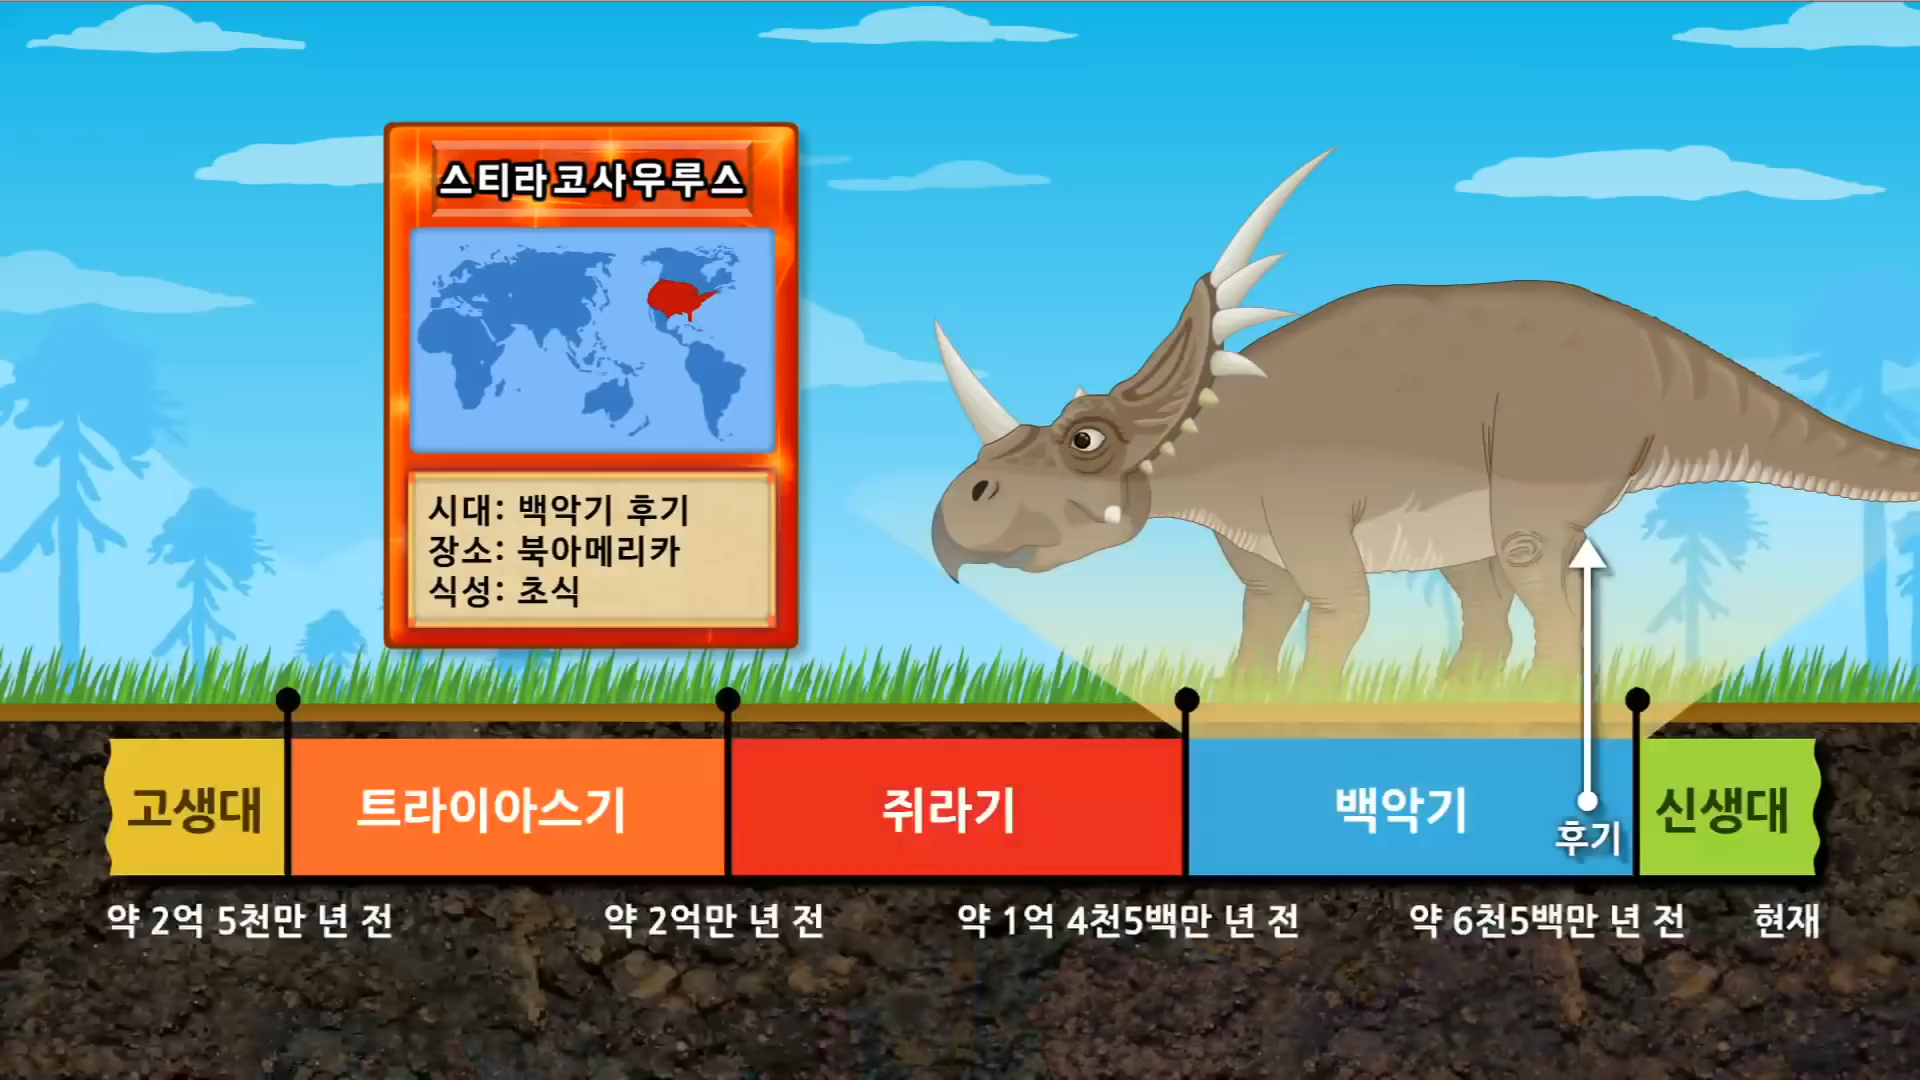 스티라코사우루스
시대: 백악기 후기
장소: 북아메리카
식성: 초식
고생대
트라이아스기
쥐라기
백악기
후기
신생대
약 2억 5천만 년 전
약 2억만 년 전
약 1억 4천5백만 년 전
약 6천5백만 년 전
현재